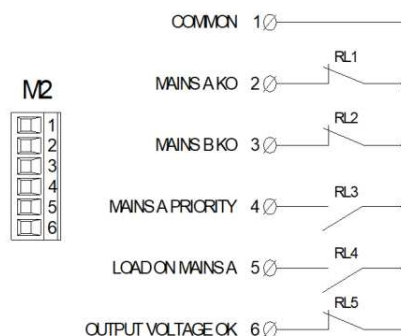 COMMON 1
RL1
MAINS A KO 2
M2
RL2
1
2
3
4
5
6
MAINS B KO 3
RL3
MAINS A PRIORITY 4
RL4
LOAD ON MAINS A 5
RL5
OUTPUT VOLTAGE OK 6